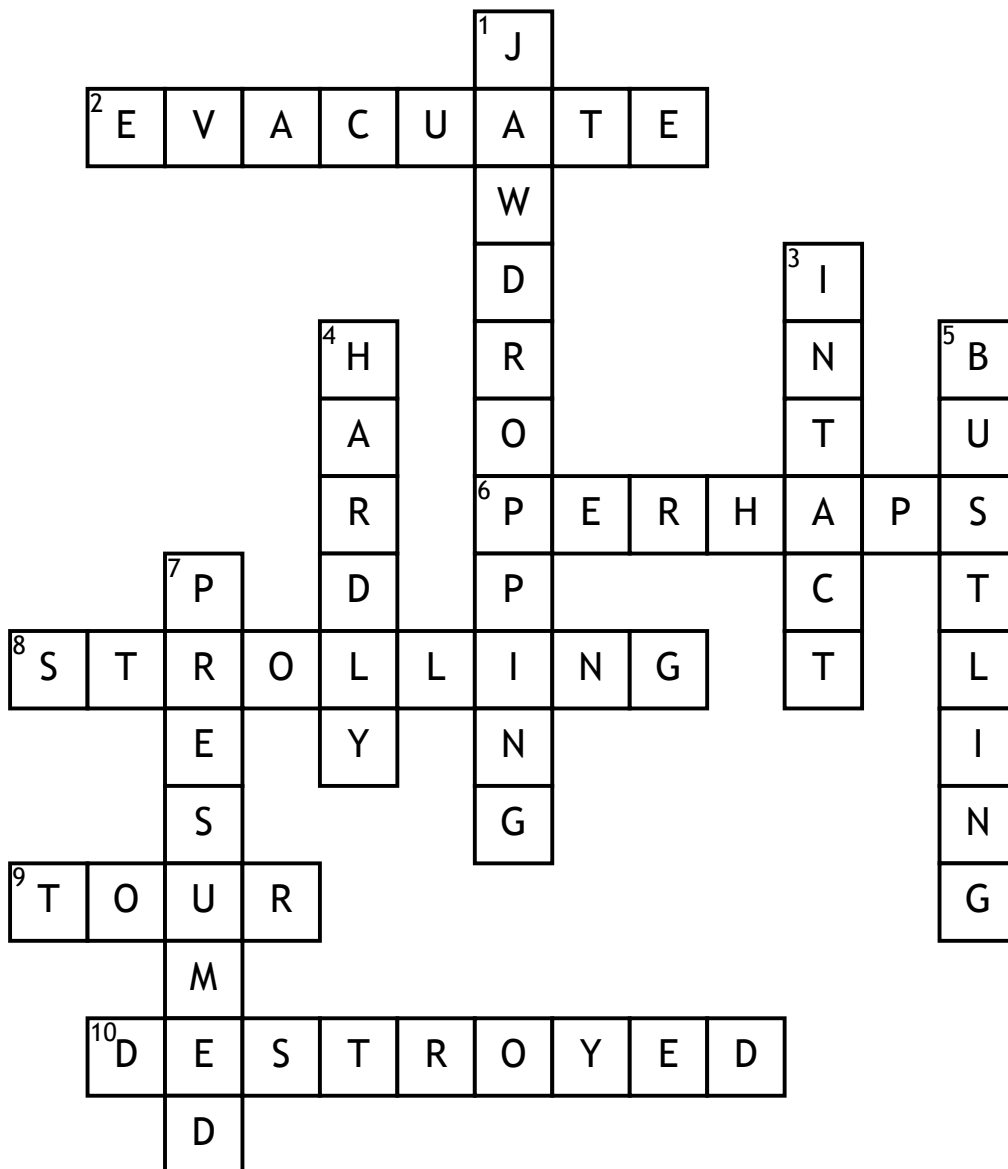 1 J
2 E V A C U A T E
W
D 3 I
4 H R N 5 B
A O T U
R 6 P E R H A P S
7 P D P C T
8 S T R O L L I N G T L
E Y N I
S G N
9 T O U R G
M
10 D E S T R O Y E D
D